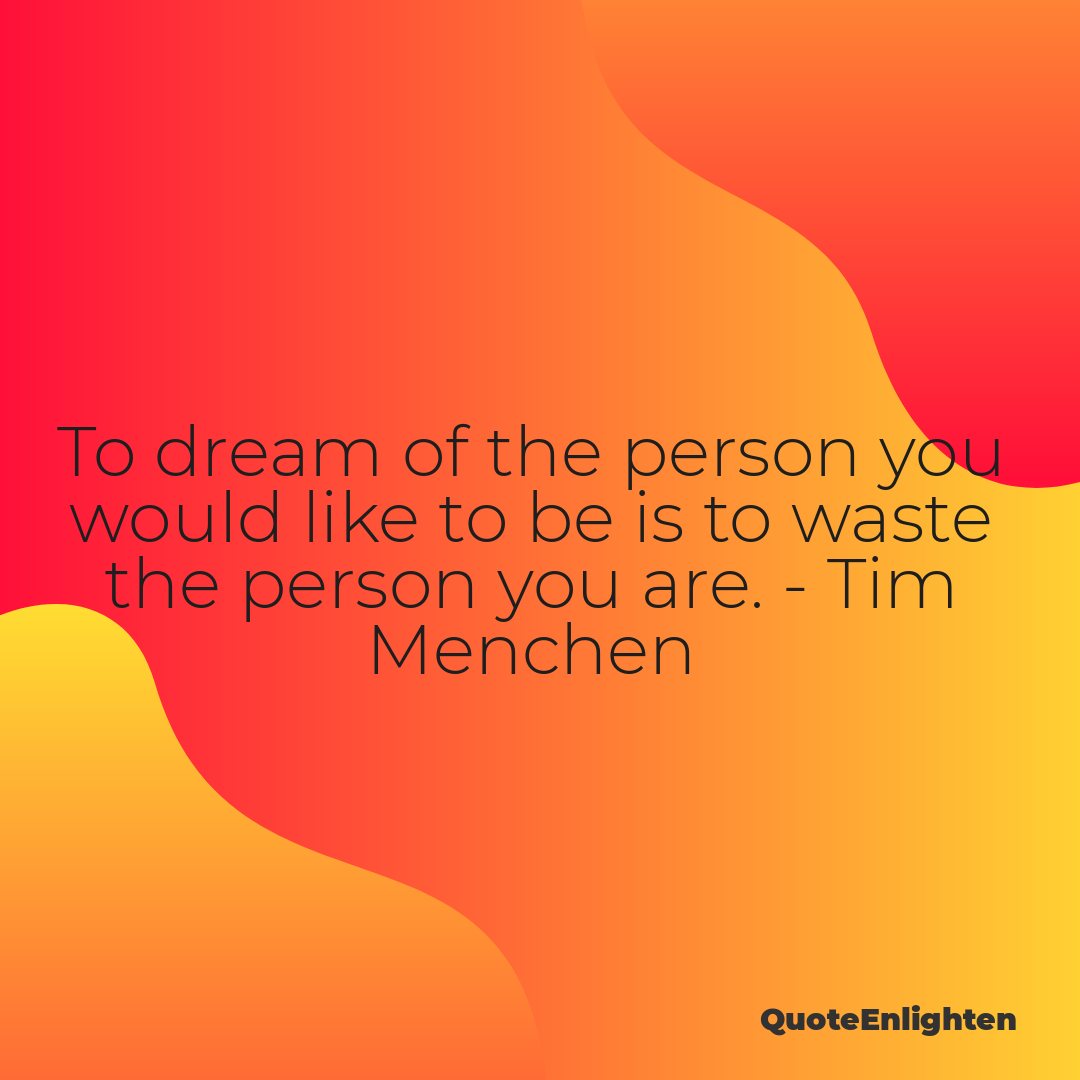 To dream of the person you
would like to be is to waste
the person you are. - Tim
Menchen
QuoteEnlighten